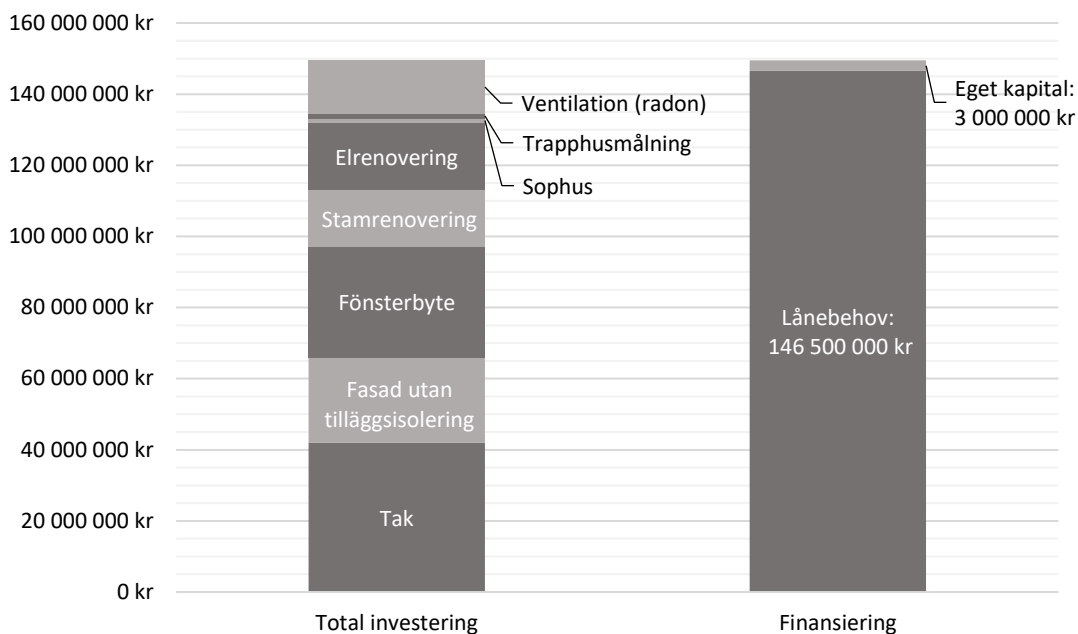 160 000 000 kr
140 000 000 kr
120 000 000 kr
100 000 000 kr
80 000 000 kr
60 000 000 kr
40 000 000 kr
20 000 000 kr
0 kr
Ventilation (radon)
Trapphusmålning
Sophus
Elrenovering
Stamrenovering
Fönsterbyte
Fasad utan
tilläggsisolering
Tak
Total investering
Eget kapital:
3 000 000 kr
Lånebehov:
146 500 000 kr
Finansiering